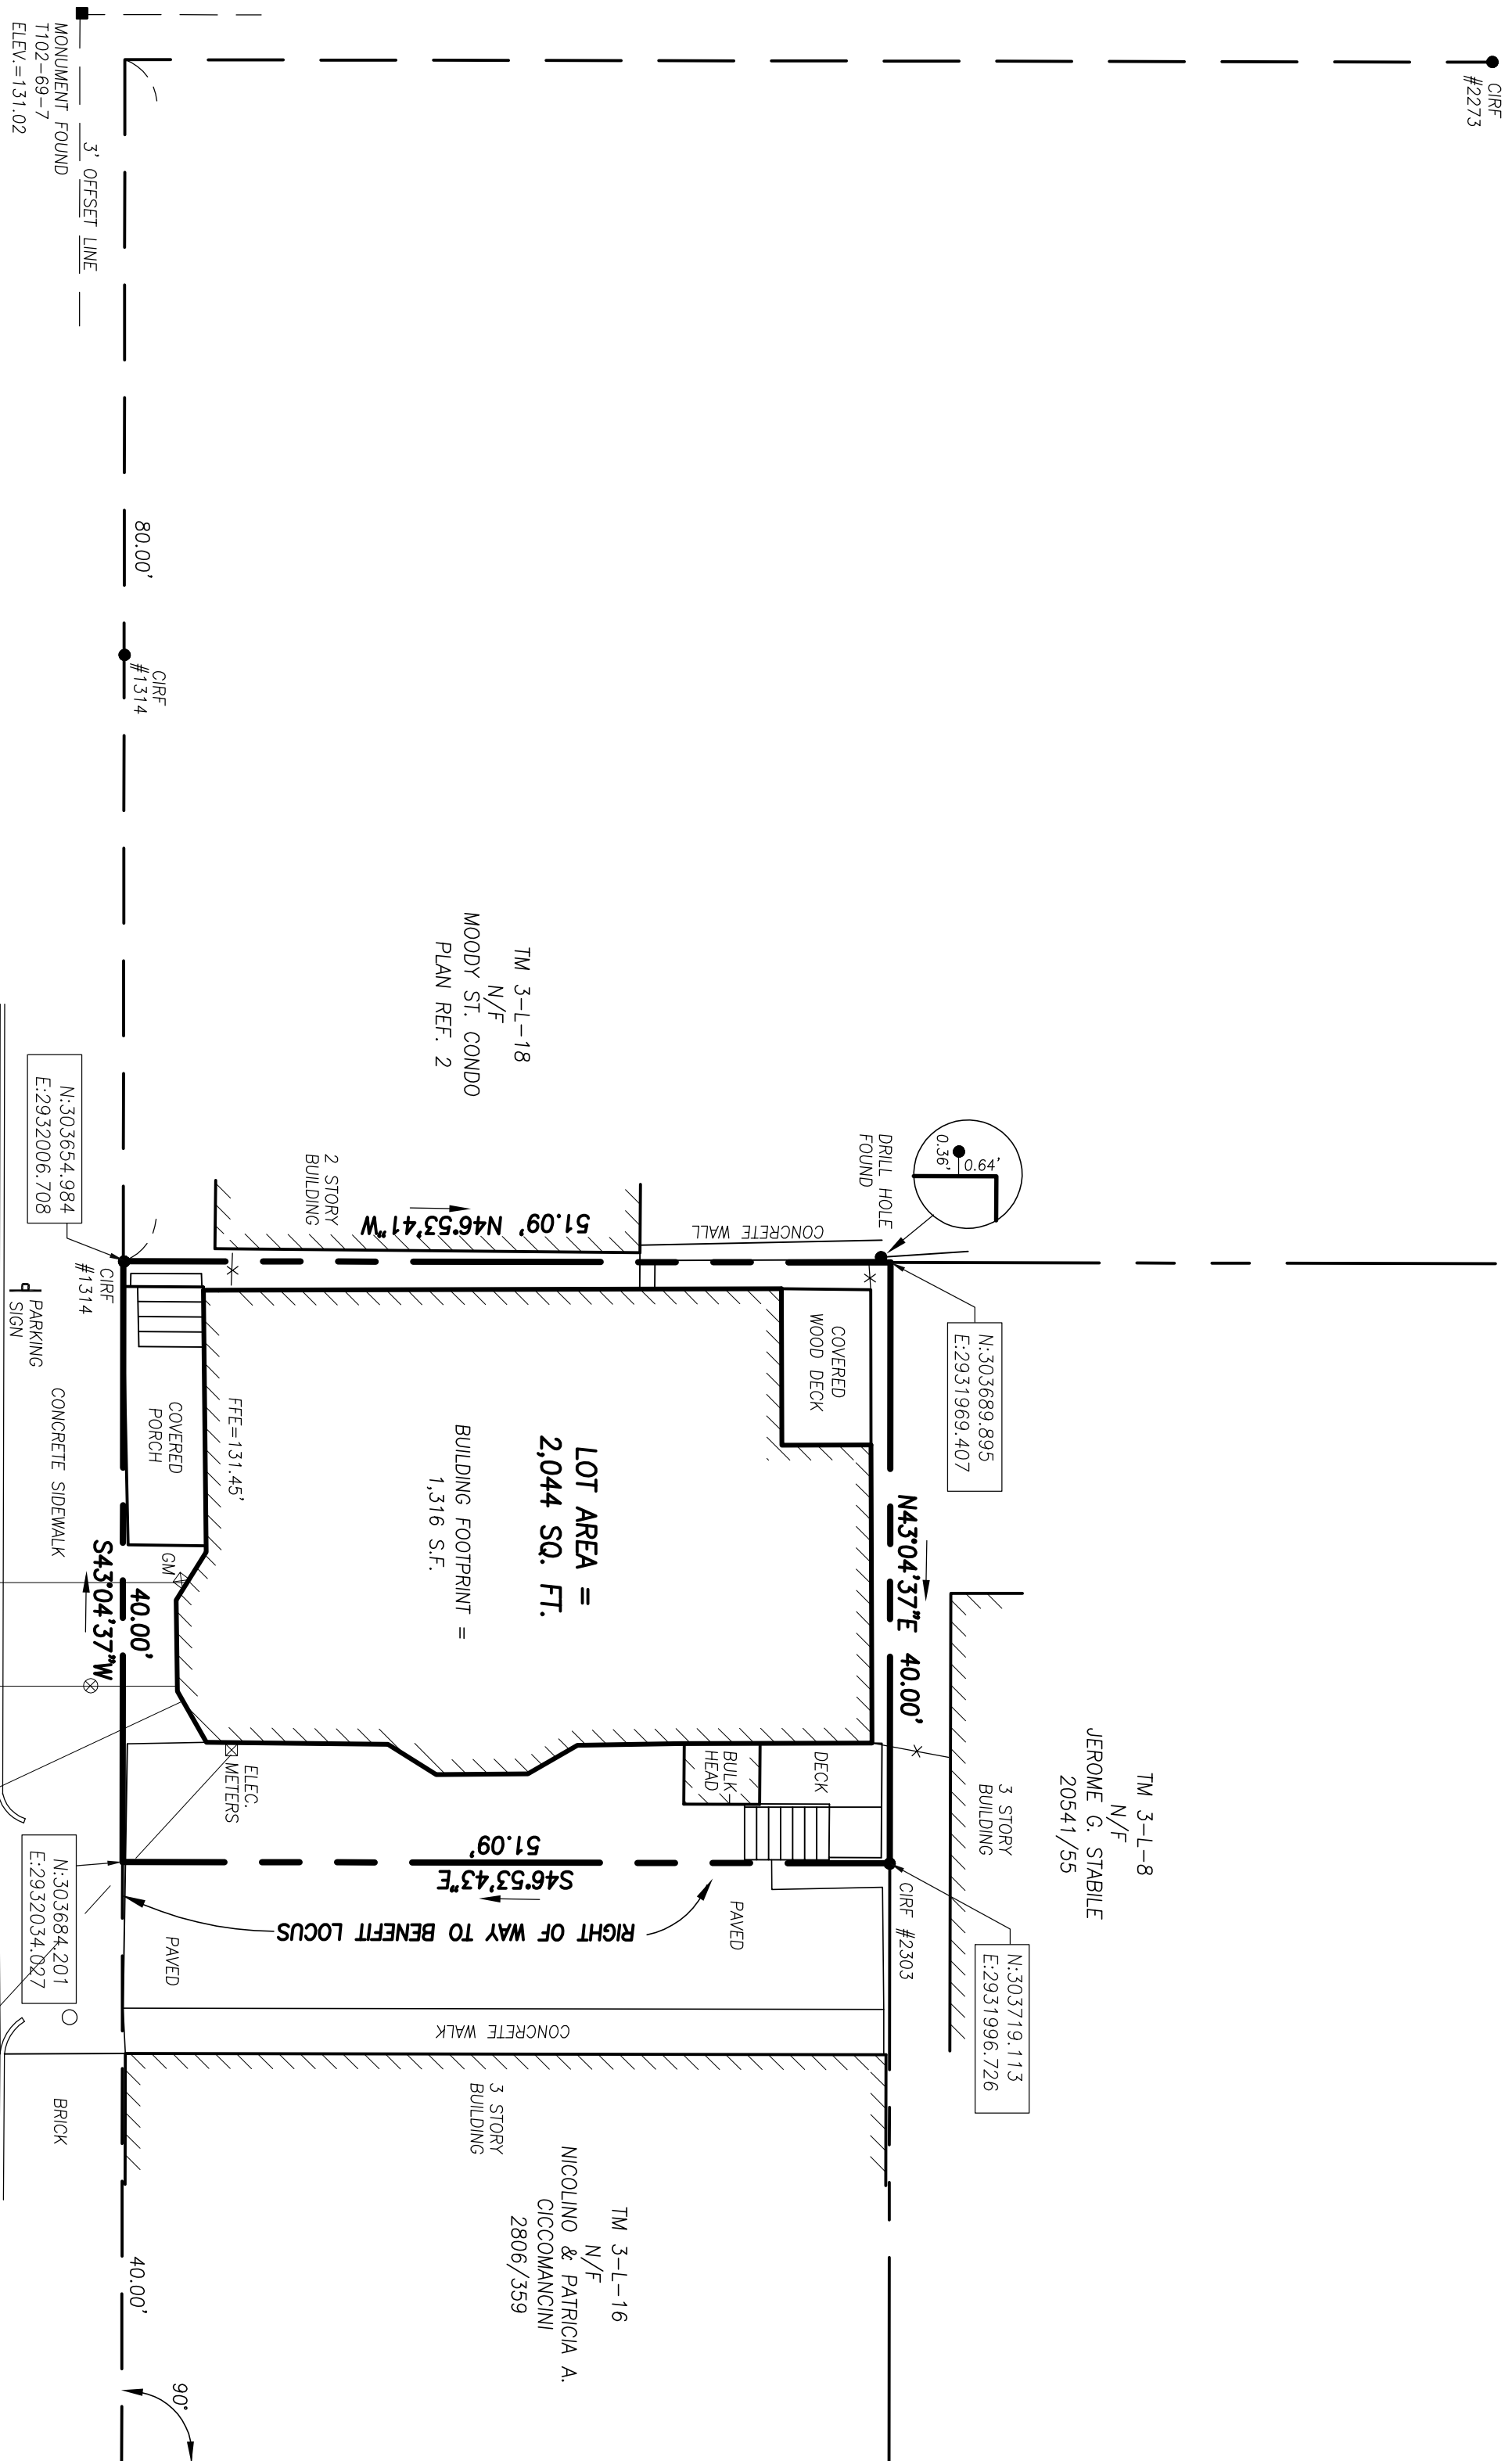 CIRF
#2273
MONUMENT FOUND
T102-69-7
ELEV.=131.02
3' OFFSET LINE
80.00'
CIRF
#1314
TM 3-L-18
N/F
MOODY ST. CONDO
PLAN REF. 2
N:303654.984
E:2932006.708
2 STORY
BUILDING
51.09' N46°53'41"W
CONCRETE WALL
DRILL HOLE
FOUND
0.36'
0.64'
CIRF
#1314
PARKING
SIGN
CONCRETE SIDEWALK
COVERED
PORCH
FFE=131.45'
COVERED
WOOD DECK
N:303689.895
E:2931969.407
LOT AREA =
2,044 SQ. FT.
BUILDING FOOTPRINT =
1,316 S.F.
N43°04'37"E 40.00'
GM
40.00'
S43°04'37"W
TM 3-L-8
N/F
JEROME G. STABILE
20541/55
3 STORY
BUILDING
DECK
BULK-
HEAD
ELEC.
METERS
51.09'
S46°53'43"E
RIGHT OF WAY TO BENEFIT LOCUS
CIRF #2303
PAVED
PAVED
N:303684.201
E:2932034.027
N:303719.113
E:2931996.726
CONCRETE WALK
BRICK
3 STORY
BUILDING
TM 3-L-16
N/F
NICOLINO & PATRICIA A.
CICCOMANCINI
2806/359
40.00'
90°